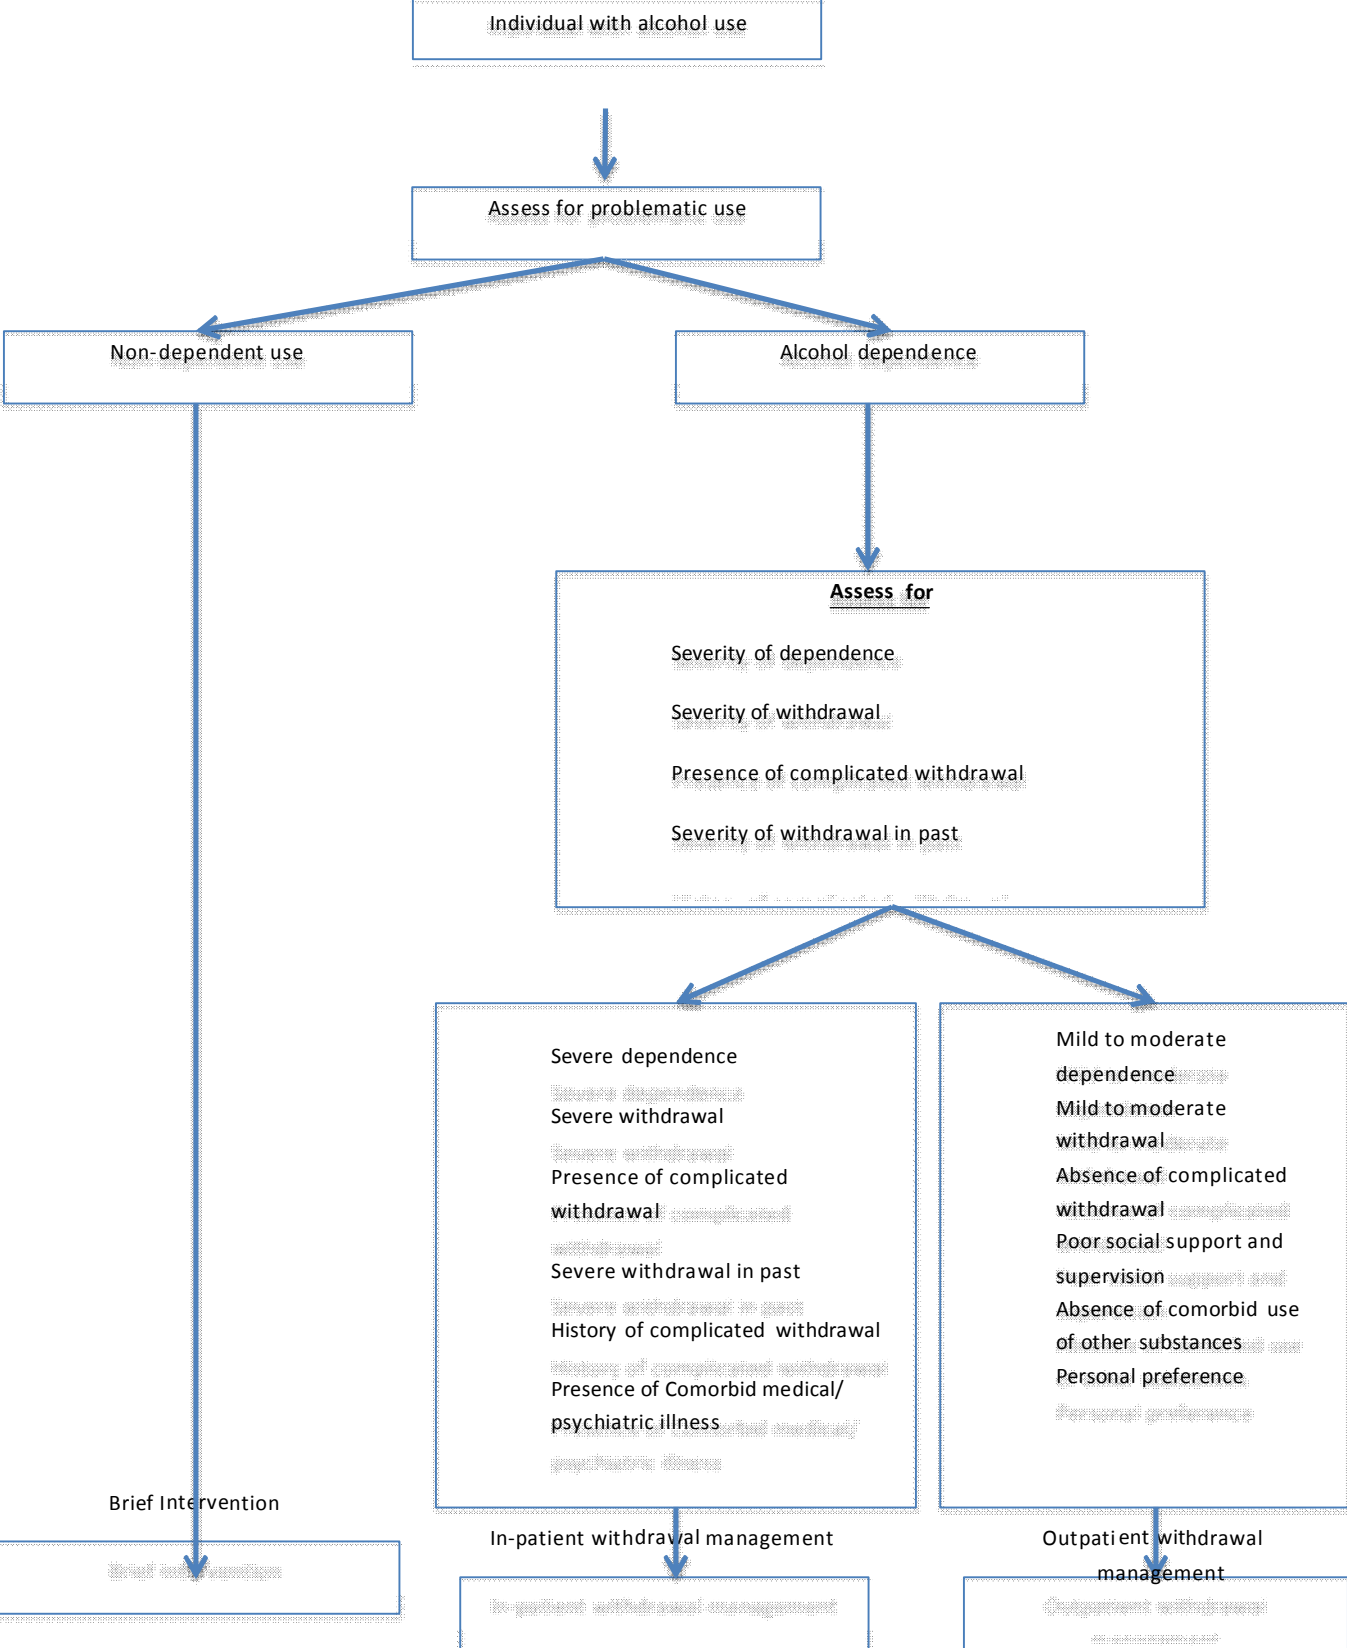 Individual with alcohol use
Assess for problematic use
Non-dependent use
Alcohol dependence
Assess for
Severity of dependence
Severity of withdrawal
Presence of complicated withdrawal
Severity of withdrawal in past
Severe dependence
Severe withdrawal
Presence of complicated
withdrawal
Severe withdrawal in past
History of complicated withdrawal
Presence of Comorbid medical/
psychiatric illness
Mild to moderate
dependence
Mild to moderate
withdrawal
Absence of complicated
withdrawal
Poor social support and
supervision
Absence of comorbid use
of other substances
Personal preference
Brief Intervention
In-patient withdrawal management
Outpatient withdrawal
management